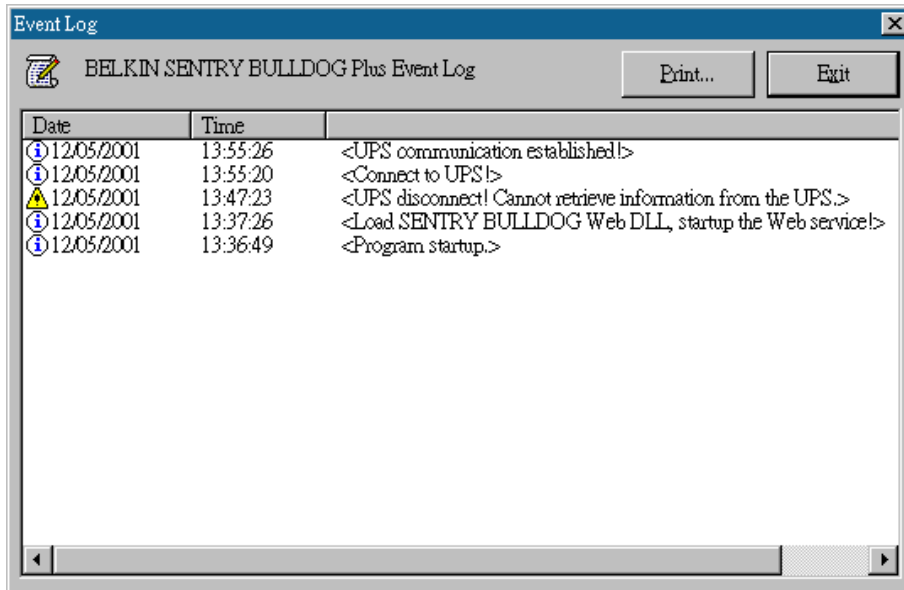 Event Log
BELKIN SENTRY BULLDOG Plus Event Log
Print...
Exit
Date Time
12/05/2001 13:55:26 <UPS communication established!>
12/05/2001 13:55:20 <Connect to UPS!>
12/05/2001 13:47:23 <UPS disconnect! Cannot retrieve information from the UPS.>
12/05/2001 13:37:26 <Load SENTRY BULLDOG Web DLL, startup the Web service!>
12/05/2001 13:36:49 <Program startup.>